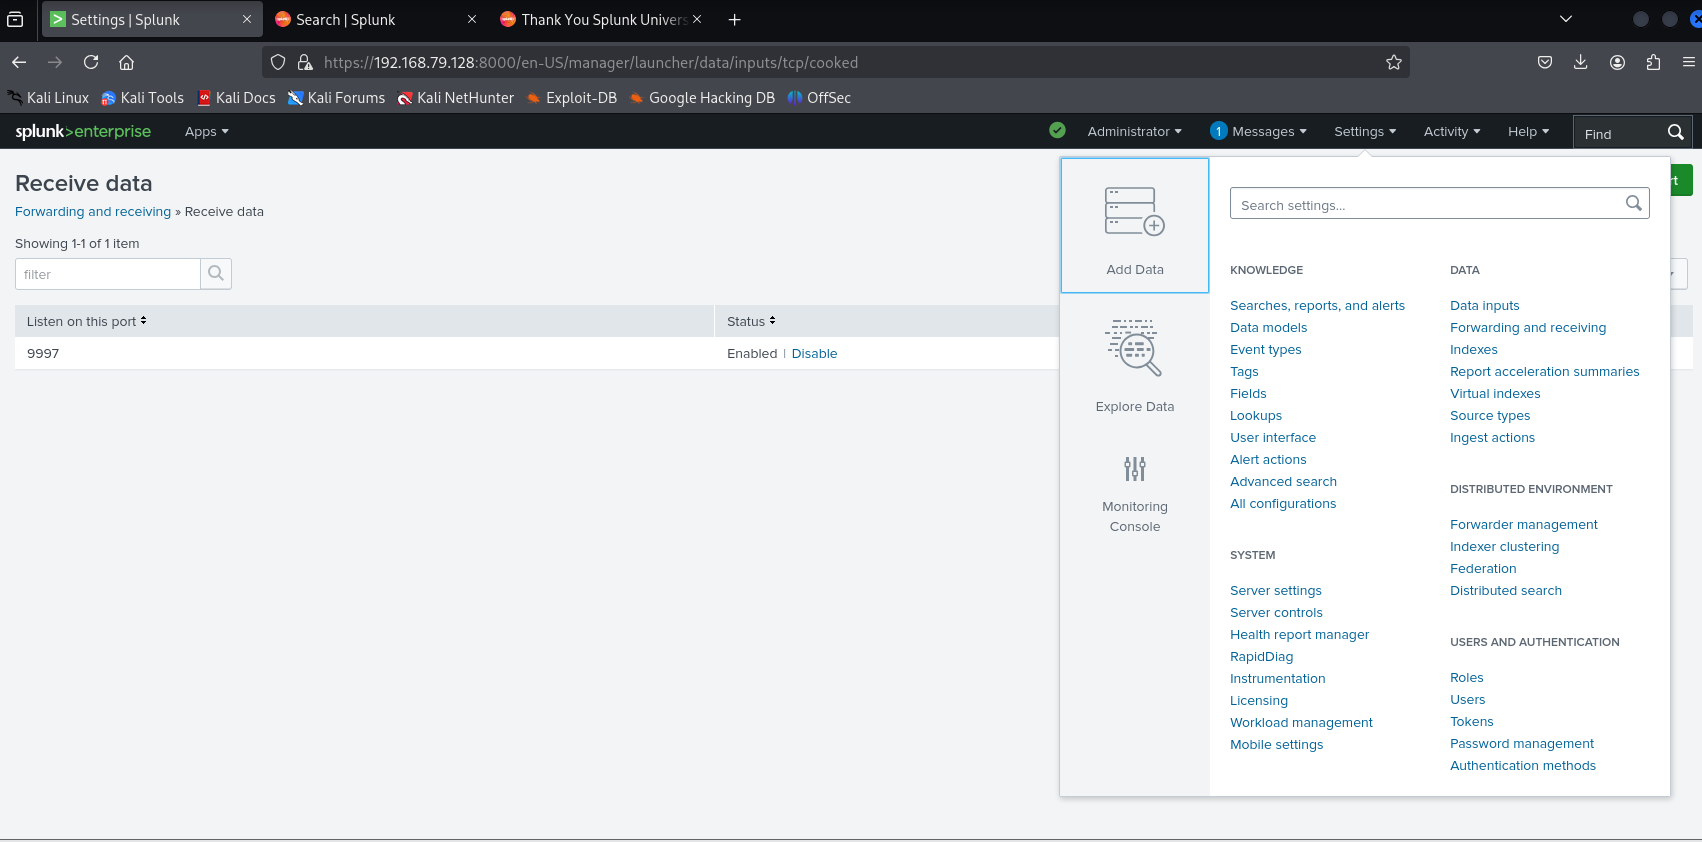 Settings | Splunk
Search | Splunk
Thank You Splunk Univers
https://192.168.79.128:8000/en-US/manager/launcher/data/inputs/tcp/cooked
Kali Linux
Kali Tools
Kali Docs
Kali Forums
Kali NetHunter
Exploit-DB
Google Hacking DB
OffSec
splunk>enterprise
Apps
Administrator
1 Messages
Settings
Activity
Help
Find
Receive data
Forwarding and receiving » Receive data
Showing 1-1 of 1 item
filter
Listen on this port
Status
9997
Enabled | Disable
Add Data
Explore Data
Monitoring
Console
Search settings...
KNOWLEDGE
Searches, reports, and alerts
Data models
Event types
Tags
Fields
Lookups
User interface
Alert actions
Advanced search
All configurations
SYSTEM
Server settings
Server controls
Health report manager
RapidDiag
Instrumentation
Licensing
Workload management
Mobile settings
DATA
Data inputs
Forwarding and receiving
Indexes
Report acceleration summaries
Virtual indexes
Source types
Ingest actions
DISTRIBUTED ENVIRONMENT
Forwarder management
Indexer clustering
Federation
Distributed search
USERS AND AUTHENTICATION
Roles
Users
Tokens
Password management
Authentication methods